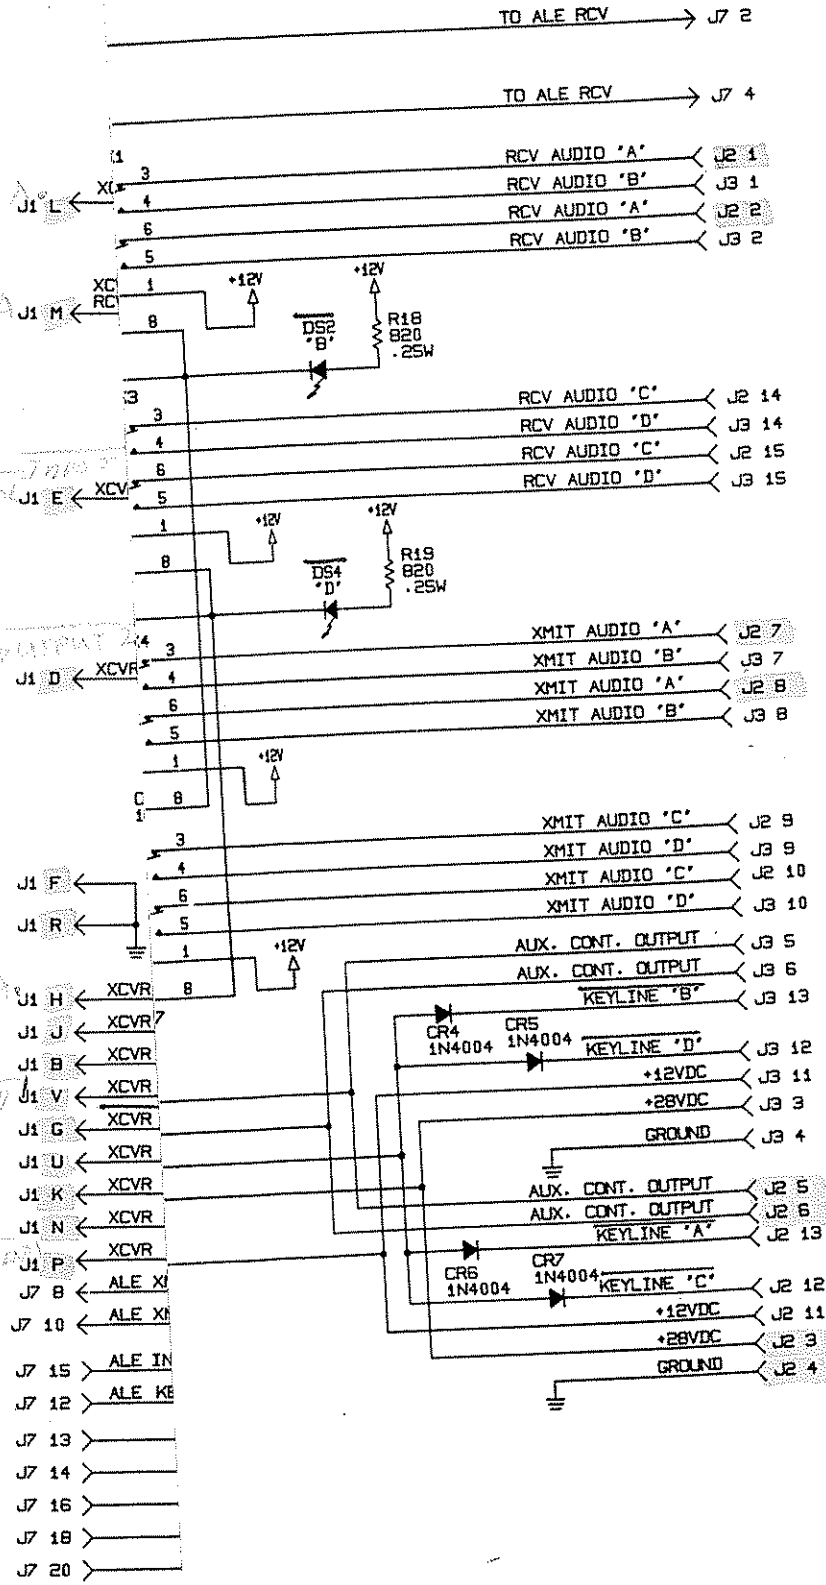 TO ALE RCV J7 2
TO ALE RCV J7 4
3 RCV AUDIO "A" J2 1
J1 L
4 RCV AUDIO "B" J3 1
6 RCV AUDIO "A" J2 2
5 RCV AUDIO "B" J3 2
J1 M
1 +12V +12V
8
DS2
"B"
R18
820
.25W
3 RCV AUDIO "C" J2 14
4 RCV AUDIO "D" J3 14
6 RCV AUDIO "C" J2 15
J1 E XCV
5 RCV AUDIO "D" J3 15
1 +12V +12V
8
DS4
"D"
R19
820
.25W
3 XMIT AUDIO "A" J2 7
J1 D XCVR
4 XMIT AUDIO "B" J3 7
6 XMIT AUDIO "A" J2 8
5 XMIT AUDIO "B" J3 8
1 +12V
8
3 XMIT AUDIO "C" J2 9
4 XMIT AUDIO "D" J3 9
J1 F
6 XMIT AUDIO "C" J2 10
J1 R
5 XMIT AUDIO "D" J3 10
1 +12V
AUX. CONT. OUTPUT J3 5
AUX. CONT. OUTPUT J3 6
J1 H XCVR 8
KEYLINE "B" J3 13
J1 J XCVR
CR4
1N4004
CR5
1N4004
KEYLINE "D" J3 12
J1 B XCVR
+12VDC J3 11
J1 V XCVR
+28VDC J3 3
J1 G XCVR
GROUND J3 4
J1 U XCVR
J1 K XCVR
AUX. CONT. OUTPUT J2 5
J1 N XCVR
AUX. CONT. OUTPUT J2 6
KEYLINE "A" J2 13
J1 P XCVR
CR6
1N4004
CR7
1N4004
KEYLINE "C" J2 12
J7 8 ALE
+12VDC J2 11
J7 10 ALE
+28VDC J2 3
J7 15 ALE IN
GROUND J2 4
J7 12 ALE KE
J7 13
J7 14
J7 16
J7 18
J7 20